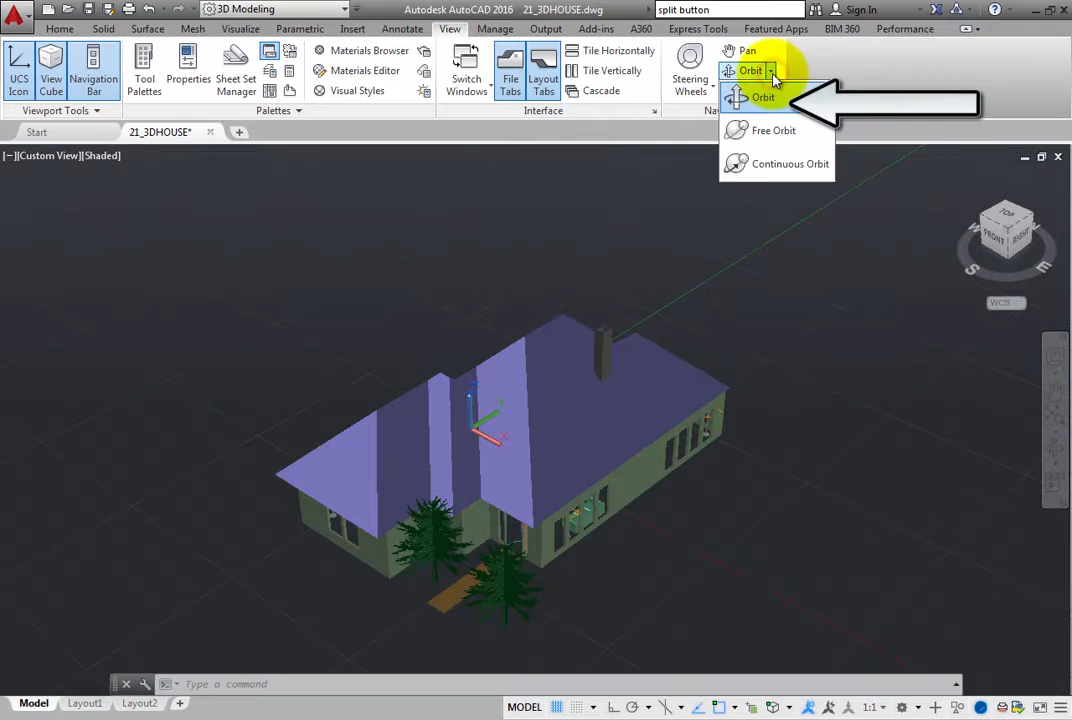 3D Modeling
Autodesk AutoCAD 2016 21_3DHOUSE.dwg
split button
Sign In
Home Solid Surface Mesh Visualize Parametric Insert Annotate View Manage Output Add-ins A360 Express Tools Featured Apps BIM 360 Performance
UCS Icon
View Cube
Navigation Bar
Viewport Tools
Tool Palettes
Properties
Sheet Set Manager
Materials Browser
Materials Editor
Visual Styles
Palettes
Switch Windows
File Tabs
Layout Tabs
Tile Horizontally
Tile Vertically
Cascade
Interface
Steering Wheels
Pan
Orbit
Orbit
Free Orbit
Continuous Orbit
Start
21_3DHOUSE*
[−][Custom View][Shaded]
TOP
FRONT RIGHT
W
S E
WCS
Y
X
Type a command
Model Layout1 Layout2
MODEL
1:1